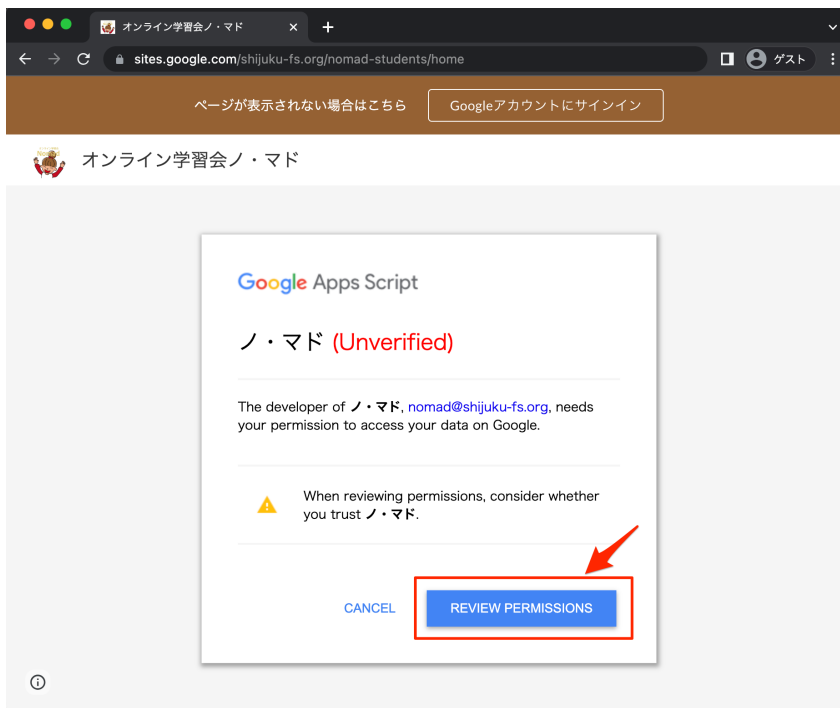 オンライン学習会ノ・マド
sites.google.com/shijuku-fs.org/nomad-students/home
ゲスト
ページが表示されない場合はこちら
Googleアカウントにサインイン
オンライン学習会ノ・マド
Google Apps Script
ノ・マド (Unverified)
The developer of ノ・マド, nomad@shijuku-fs.org, needs
your permission to access your data on Google.
When reviewing permissions, consider whether
you trust ノ・マド.
CANCEL
REVIEW PERMISSIONS